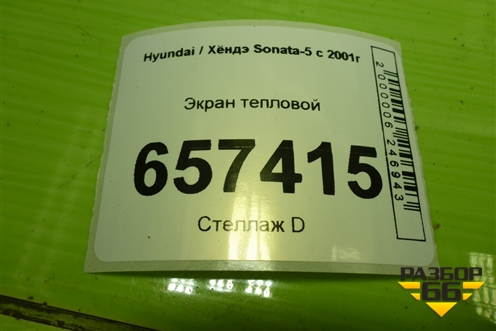 Hyundai / Хёндэ Sonata-5 с 2001г
Экран тепловой
657415
Стеллаж D
2000006246943
РАЗБОР
66